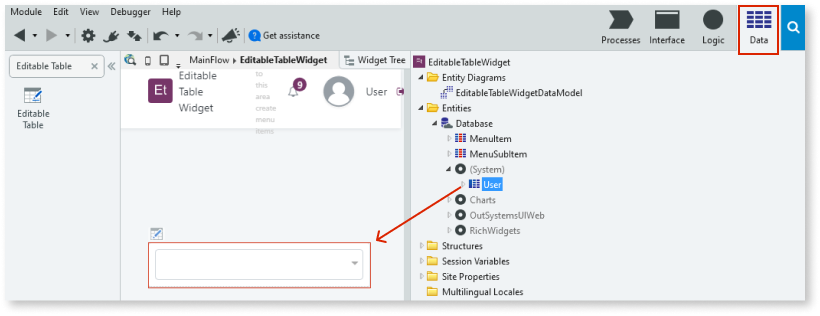 Module Edit View Debugger Help
Get assistance
Processes Interface Logic Data
Editable Table
Editable
Table
MainFlow EditableTableWidget Widget Tree
Et
Editable
Table
Widget
to
this
area
create
menu
items
9
User
EditableTableWidget
Entity Diagrams
EditableTableWidgetDataModel
Entities
Database
MenuItem
MenuSubItem
(System)
User
Charts
OutSystemsUIWeb
RichWidgets
Structures
Session Variables
Site Properties
Multilingual Locales